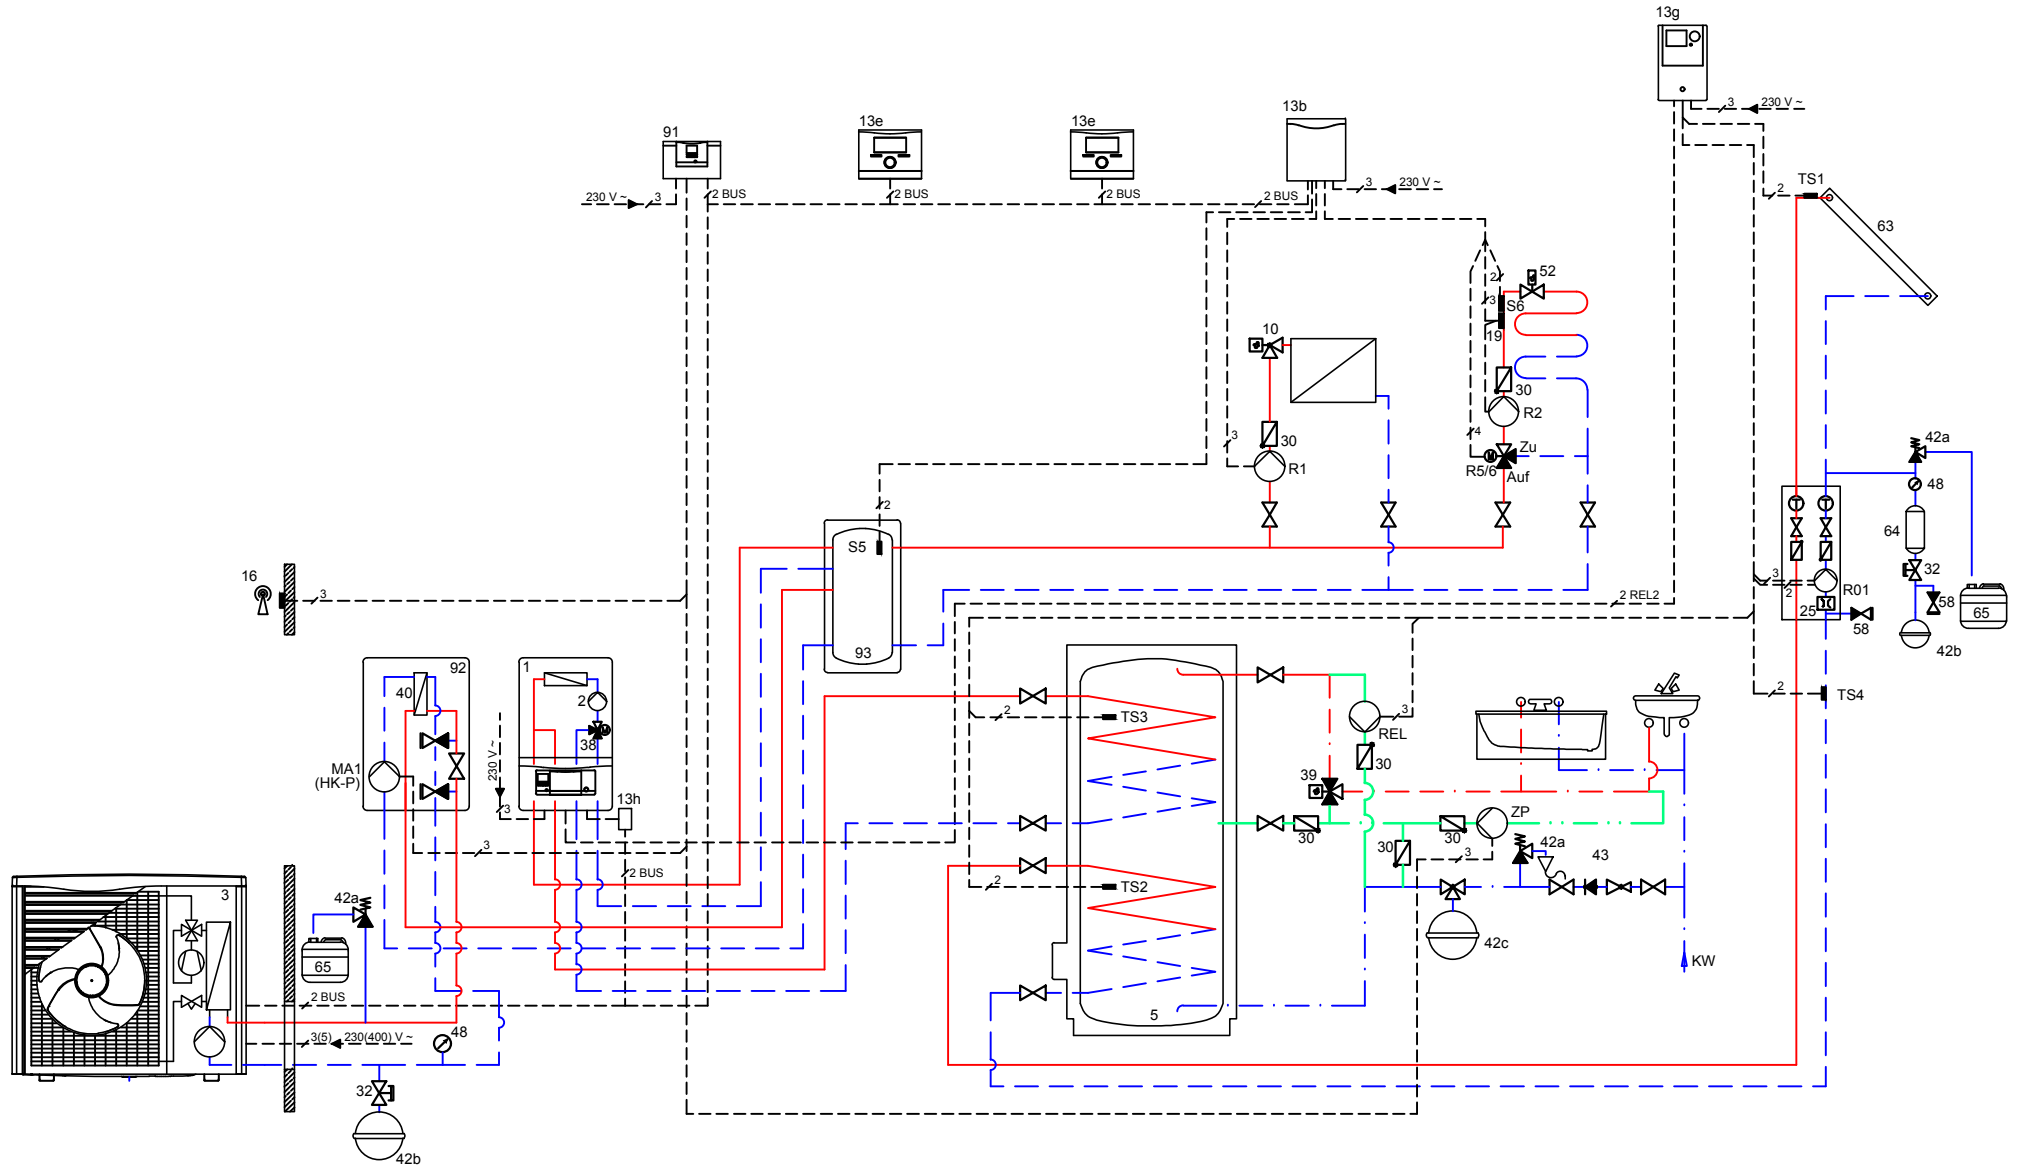 13g
3
230 V ~
13b
13e
13e
91
2
TS1
230 V ~
3
2 BUS
2 BUS
2 BUS
2 BUS
3
230 V ~
63
2
52
3
S6
19
10
30
R2
3
30
R1
4
Zu
R5/6
Auf
42a
48
64
2
S5
16
3
3
2
32
R01
2 REL2
25
58
58
65
42b
93
92
40
1
2
38
MA1
(HK-P)
230 V ~
3
13h
3
2 BUS
2
TS3
3
REL
30
39
2
TS4
ZP
30
30
30
3
42a
43
2
TS2
42c
KW
5
3
42a
65
2 BUS
3(5)
230(400) V ~
48
32
42b